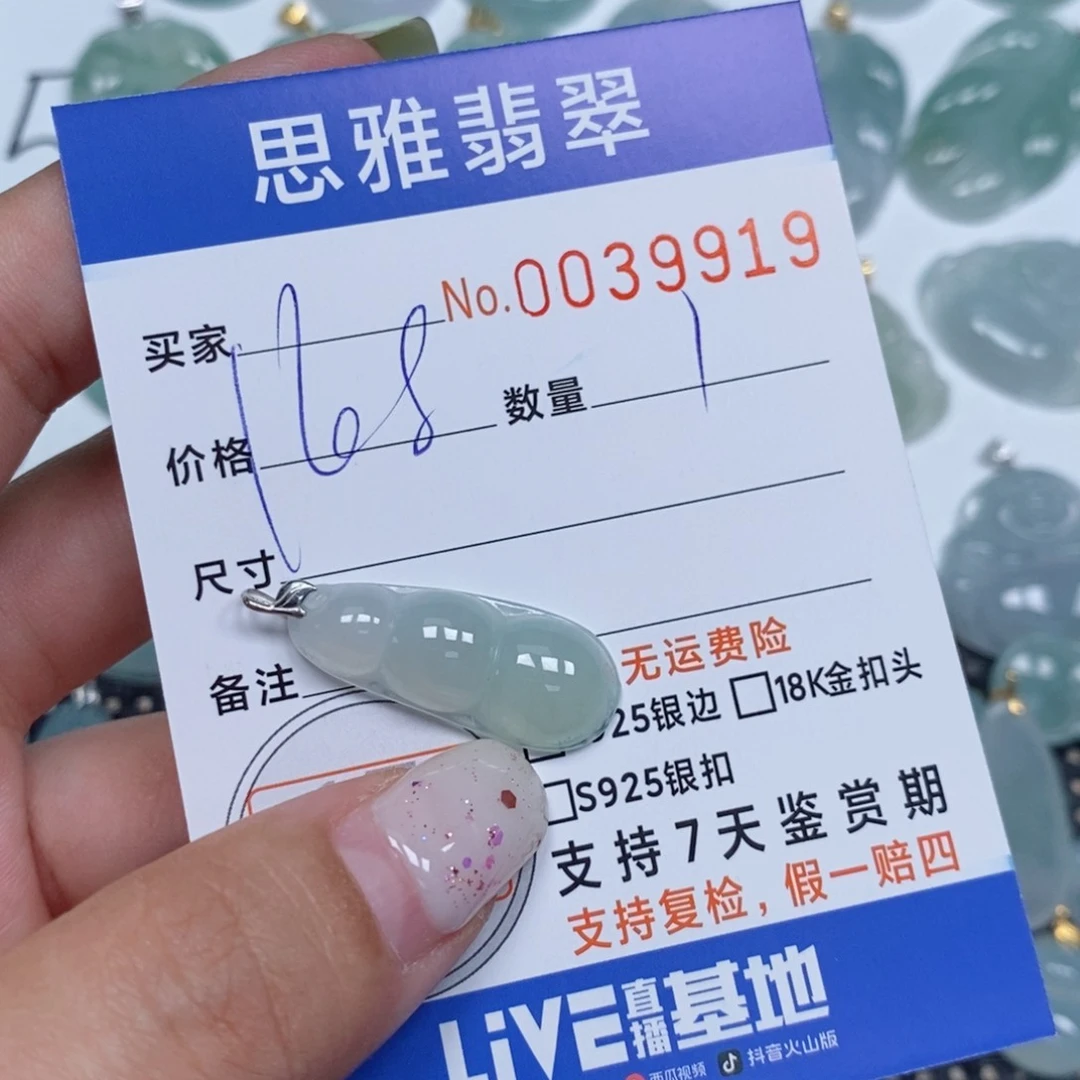 思雅翡翠
No.0039919
买家
价格 168 数量 1
尺寸
备注
无运费险
925银边 □18K金扣头
□S925银扣
支持7天鉴赏期
支持复检，假一赔四
LiVE直播基地
西瓜视频 抖音火山版